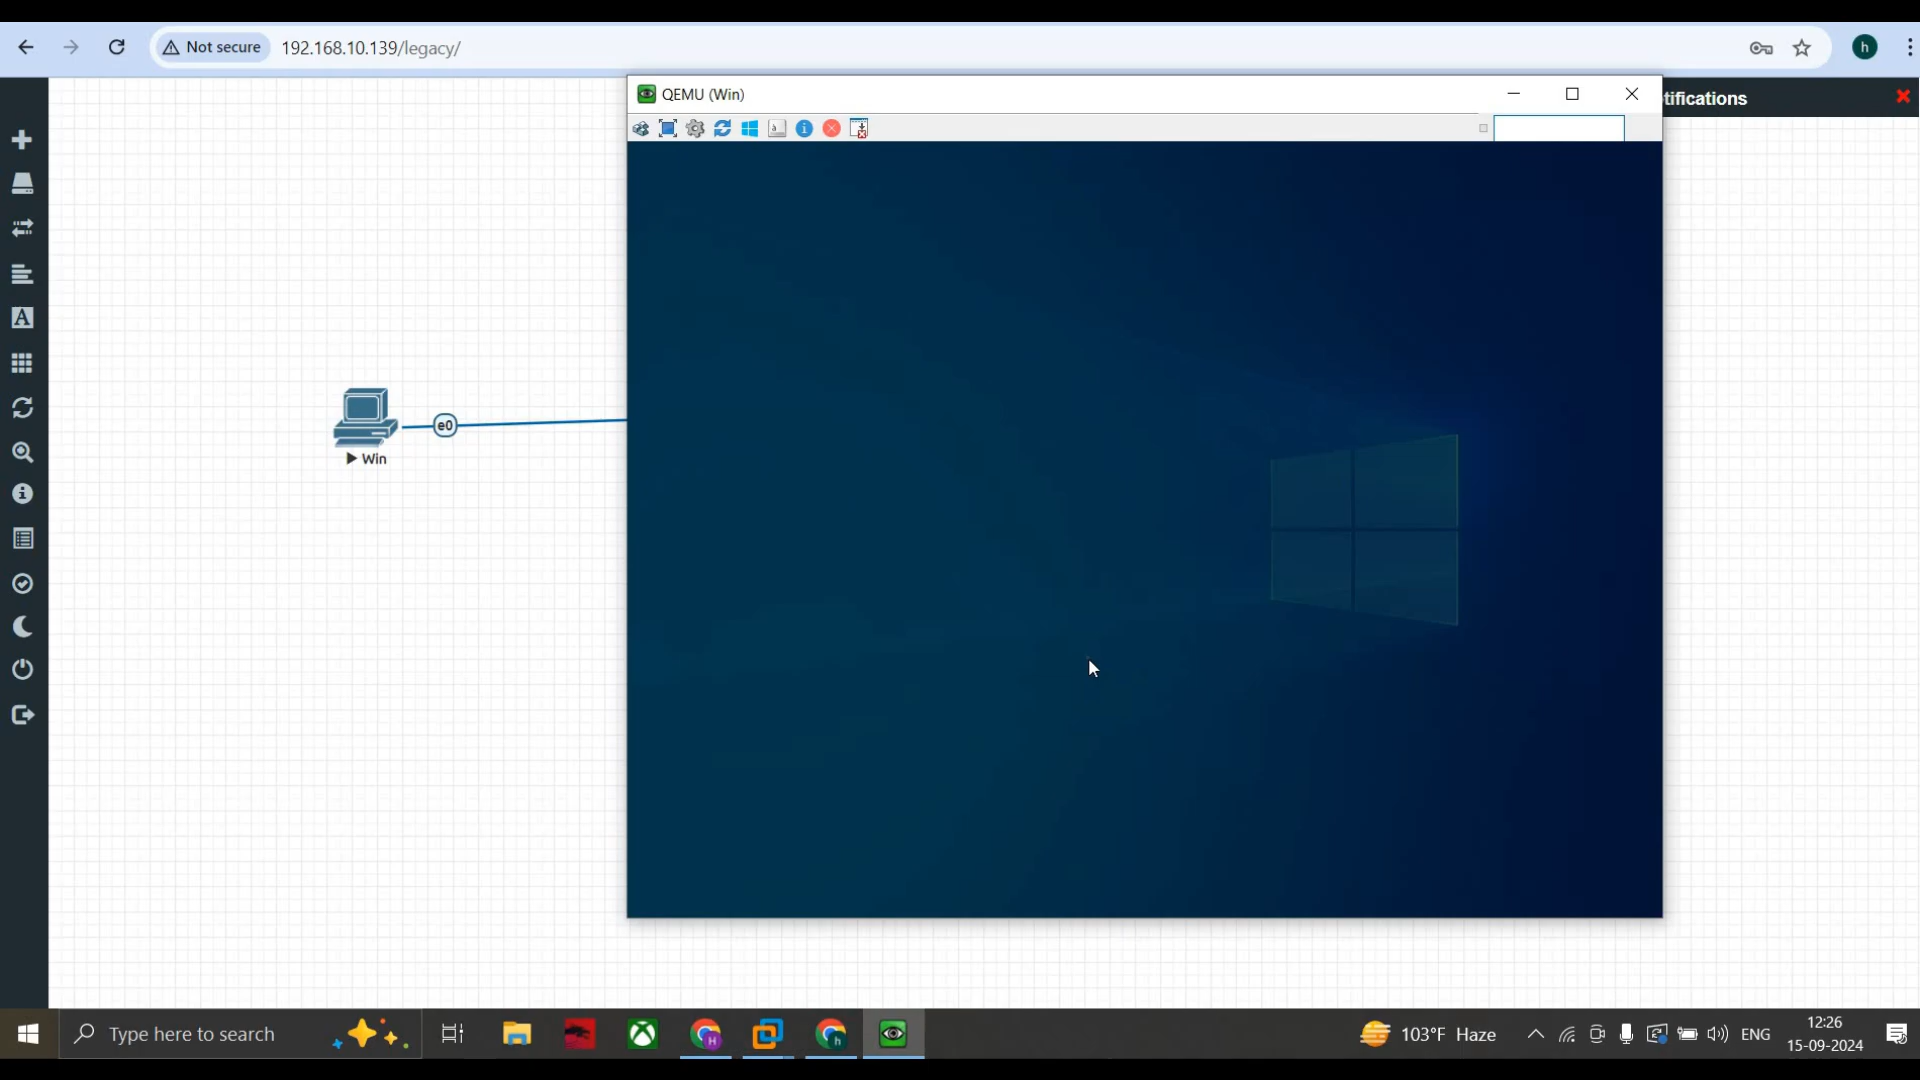 Not secure
192.168.10.139/legacy/
h
QEMU (Win)
tifications
e0
Win
Type here to search
H
h
103°F Haze
ENG
12:26
15-09-2024